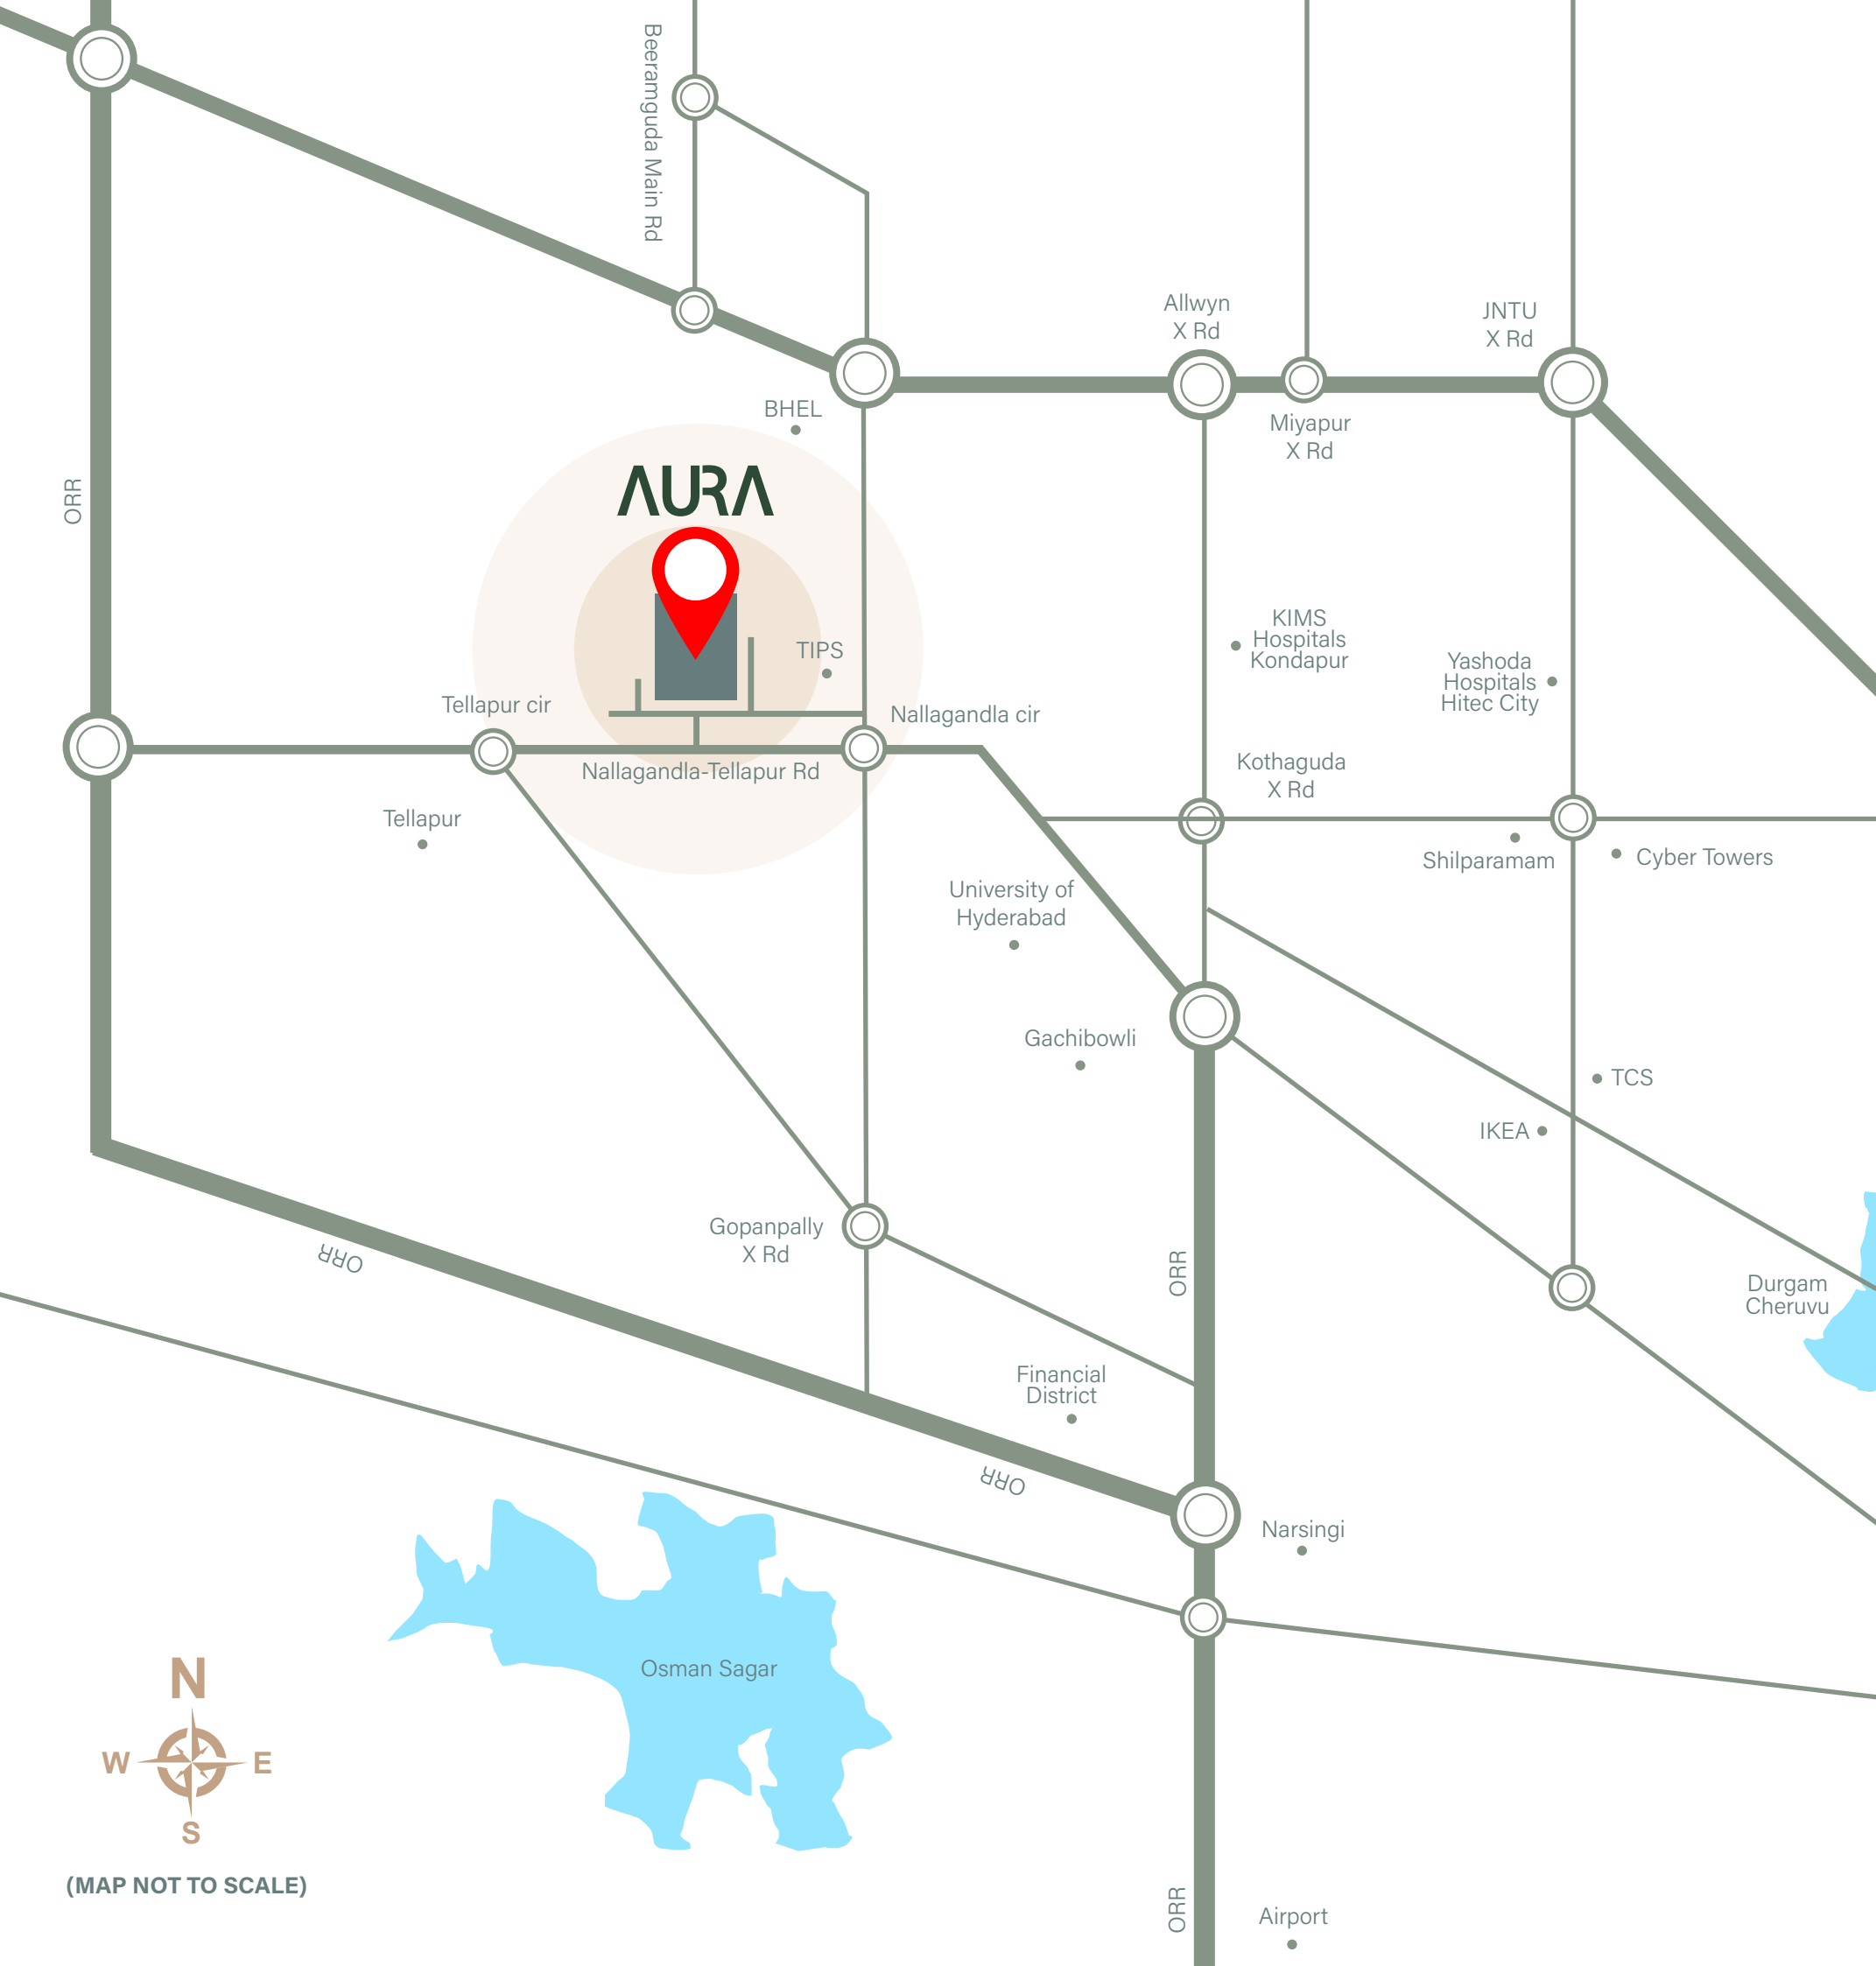 Beeramguda Main Rd
Allwyn
X Rd
JNTU
X Rd
BHEL
Miyapur
X Rd
AURA
ORR
KIMS
Hospitals
Kondapur
TIPS
Yashoda
Hospitals
Hitec City
Tellapur cir
Nallagandla cir
Nallagandla-Tellapur Rd
Kothaguda
X Rd
Tellapur
Shilparamam
Cyber Towers
University of
Hyderabad
Gachibowli
TCS
IKEA
Gopanpally
X Rd
ORR
ORR
Durgam
Cheruvu
Financial
District
ORR
Narsingi
Osman Sagar
N
W
E
S
(MAP NOT TO SCALE)
ORR
Airport